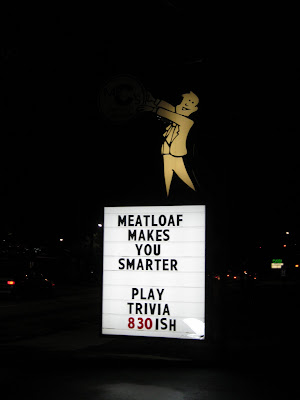 MEATLOAF
MAKES
YOU
SMARTER
PLAY
TRIVIA
830ISH